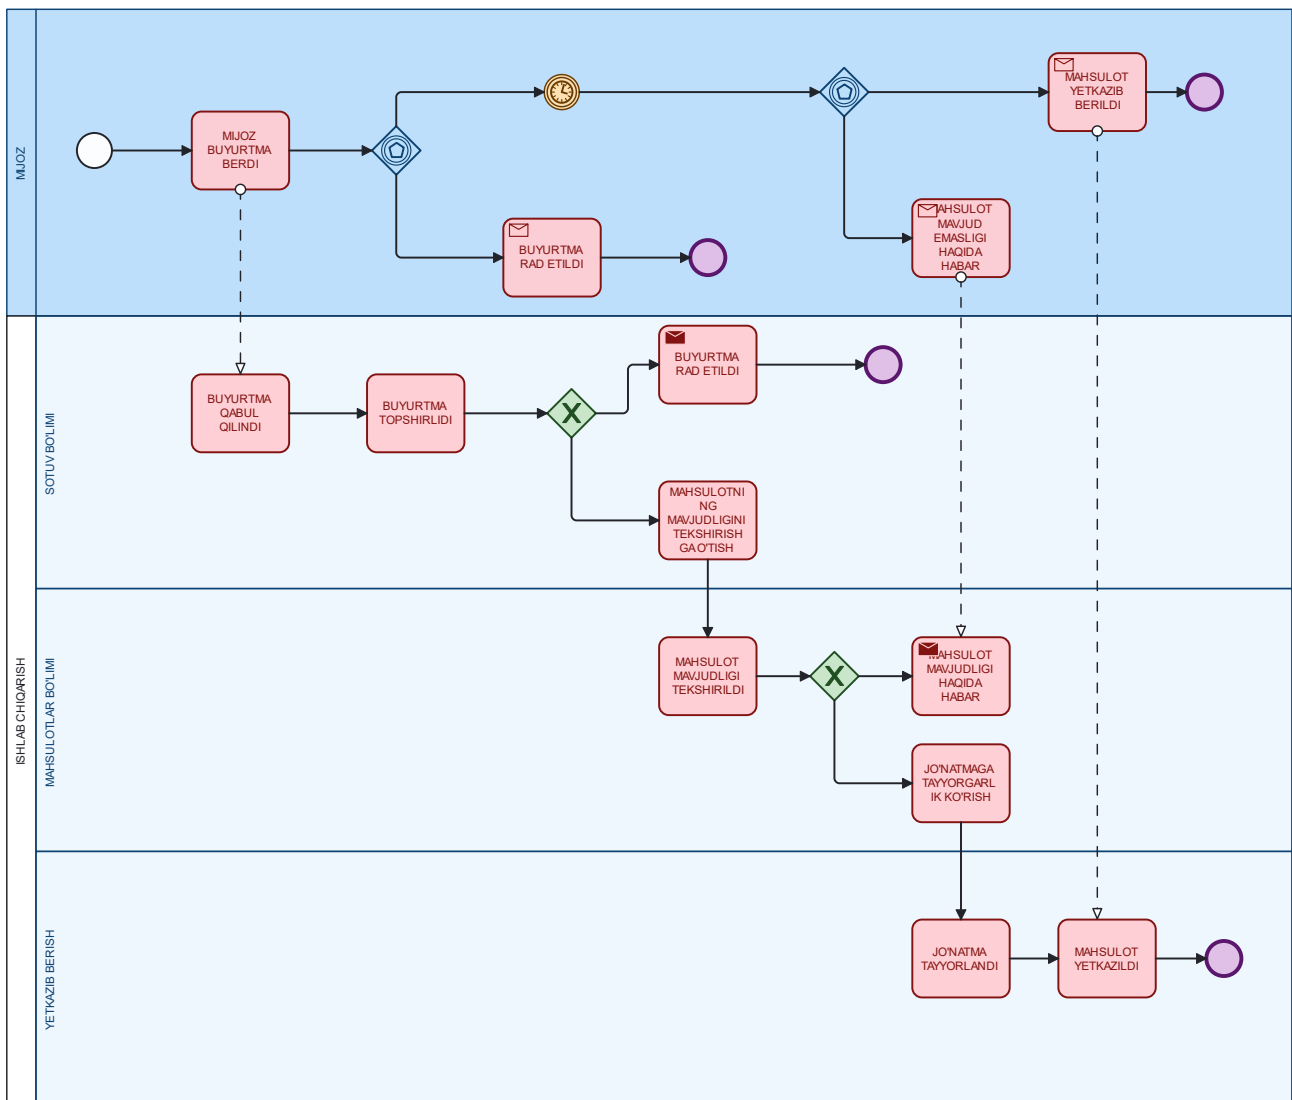 MIJOZ
MIJOZ
BUYURTMA
BERDI
BUYURTMA
RAD ETILDI
MAHSULOT
YETKAZIB
BERILDI
AHSULOT
MAVJUD
EMASLIGI
HAQIDA
HABAR
ISHLAB CHIQARISH
SOTUV BO'LIMI
BUYURTMA
QABUL
QILINDI
BUYURTMA
TOPSHIRLIDI
BUYURTMA
RAD ETILDI
MAHSULOTNI
NG
MAVJUDLIGINI
TEKSHIRISH
GA O'TISH
MAHSULOTLAR BO'LIMI
MAHSULOT
MAVJUDLIGI
TEKSHIRILDI
MAHSULOT
MAVJUDLIGI
HAQIDA
HABAR
JO'NATMAGA
TAYYORGARL
IK KO'RISH
YETKAZIB BERISH
JO'NATMA
TAYYORLANDI
MAHSULOT
YETKAZILDI